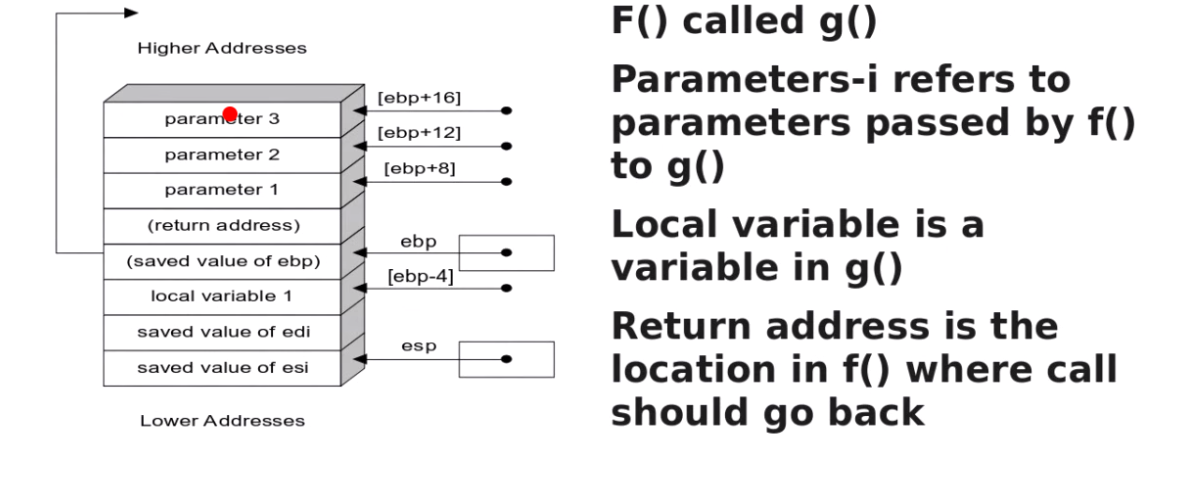 Higher Addresses
parameter 3
parameter 2
parameter 1
(return address)
(saved value of ebp)
local variable 1
saved value of edi
saved value of esi
Lower Addresses
[ebp+16]
[ebp+12]
[ebp+8]
ebp
[ebp-4]
esp
F() called g()
Parameters-i refers to
parameters passed by f()
to g()
Local variable is a
variable in g()
Return address is the
location in f() where call
should go back